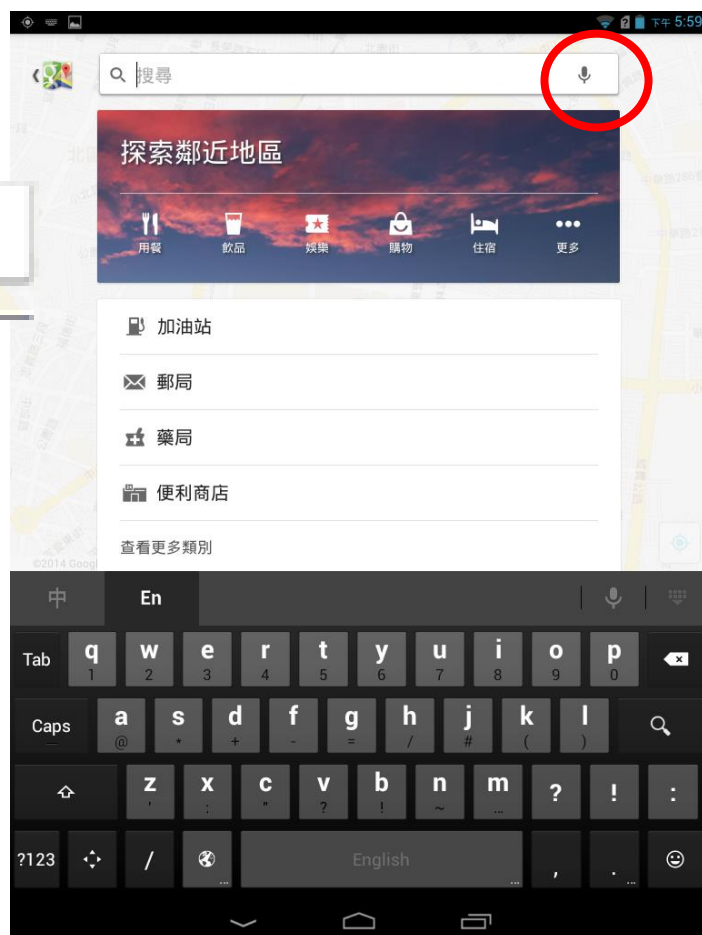 下午 5:59
搜尋
探索鄰近地區
用餐 飲品 娛樂 購物 住宿 更多
加油站
郵局
藥局
便利商店
查看更多類別
©2014 Googl
中 En
Tab q w e r t y u i o p
1 2 3 4 5 6 7 8 9 0
Caps a s d f g h j k l
@ * + - = / # ( )
z x c v b n m ? ! :
' : " ? ! ~ ...
?123 / English , .